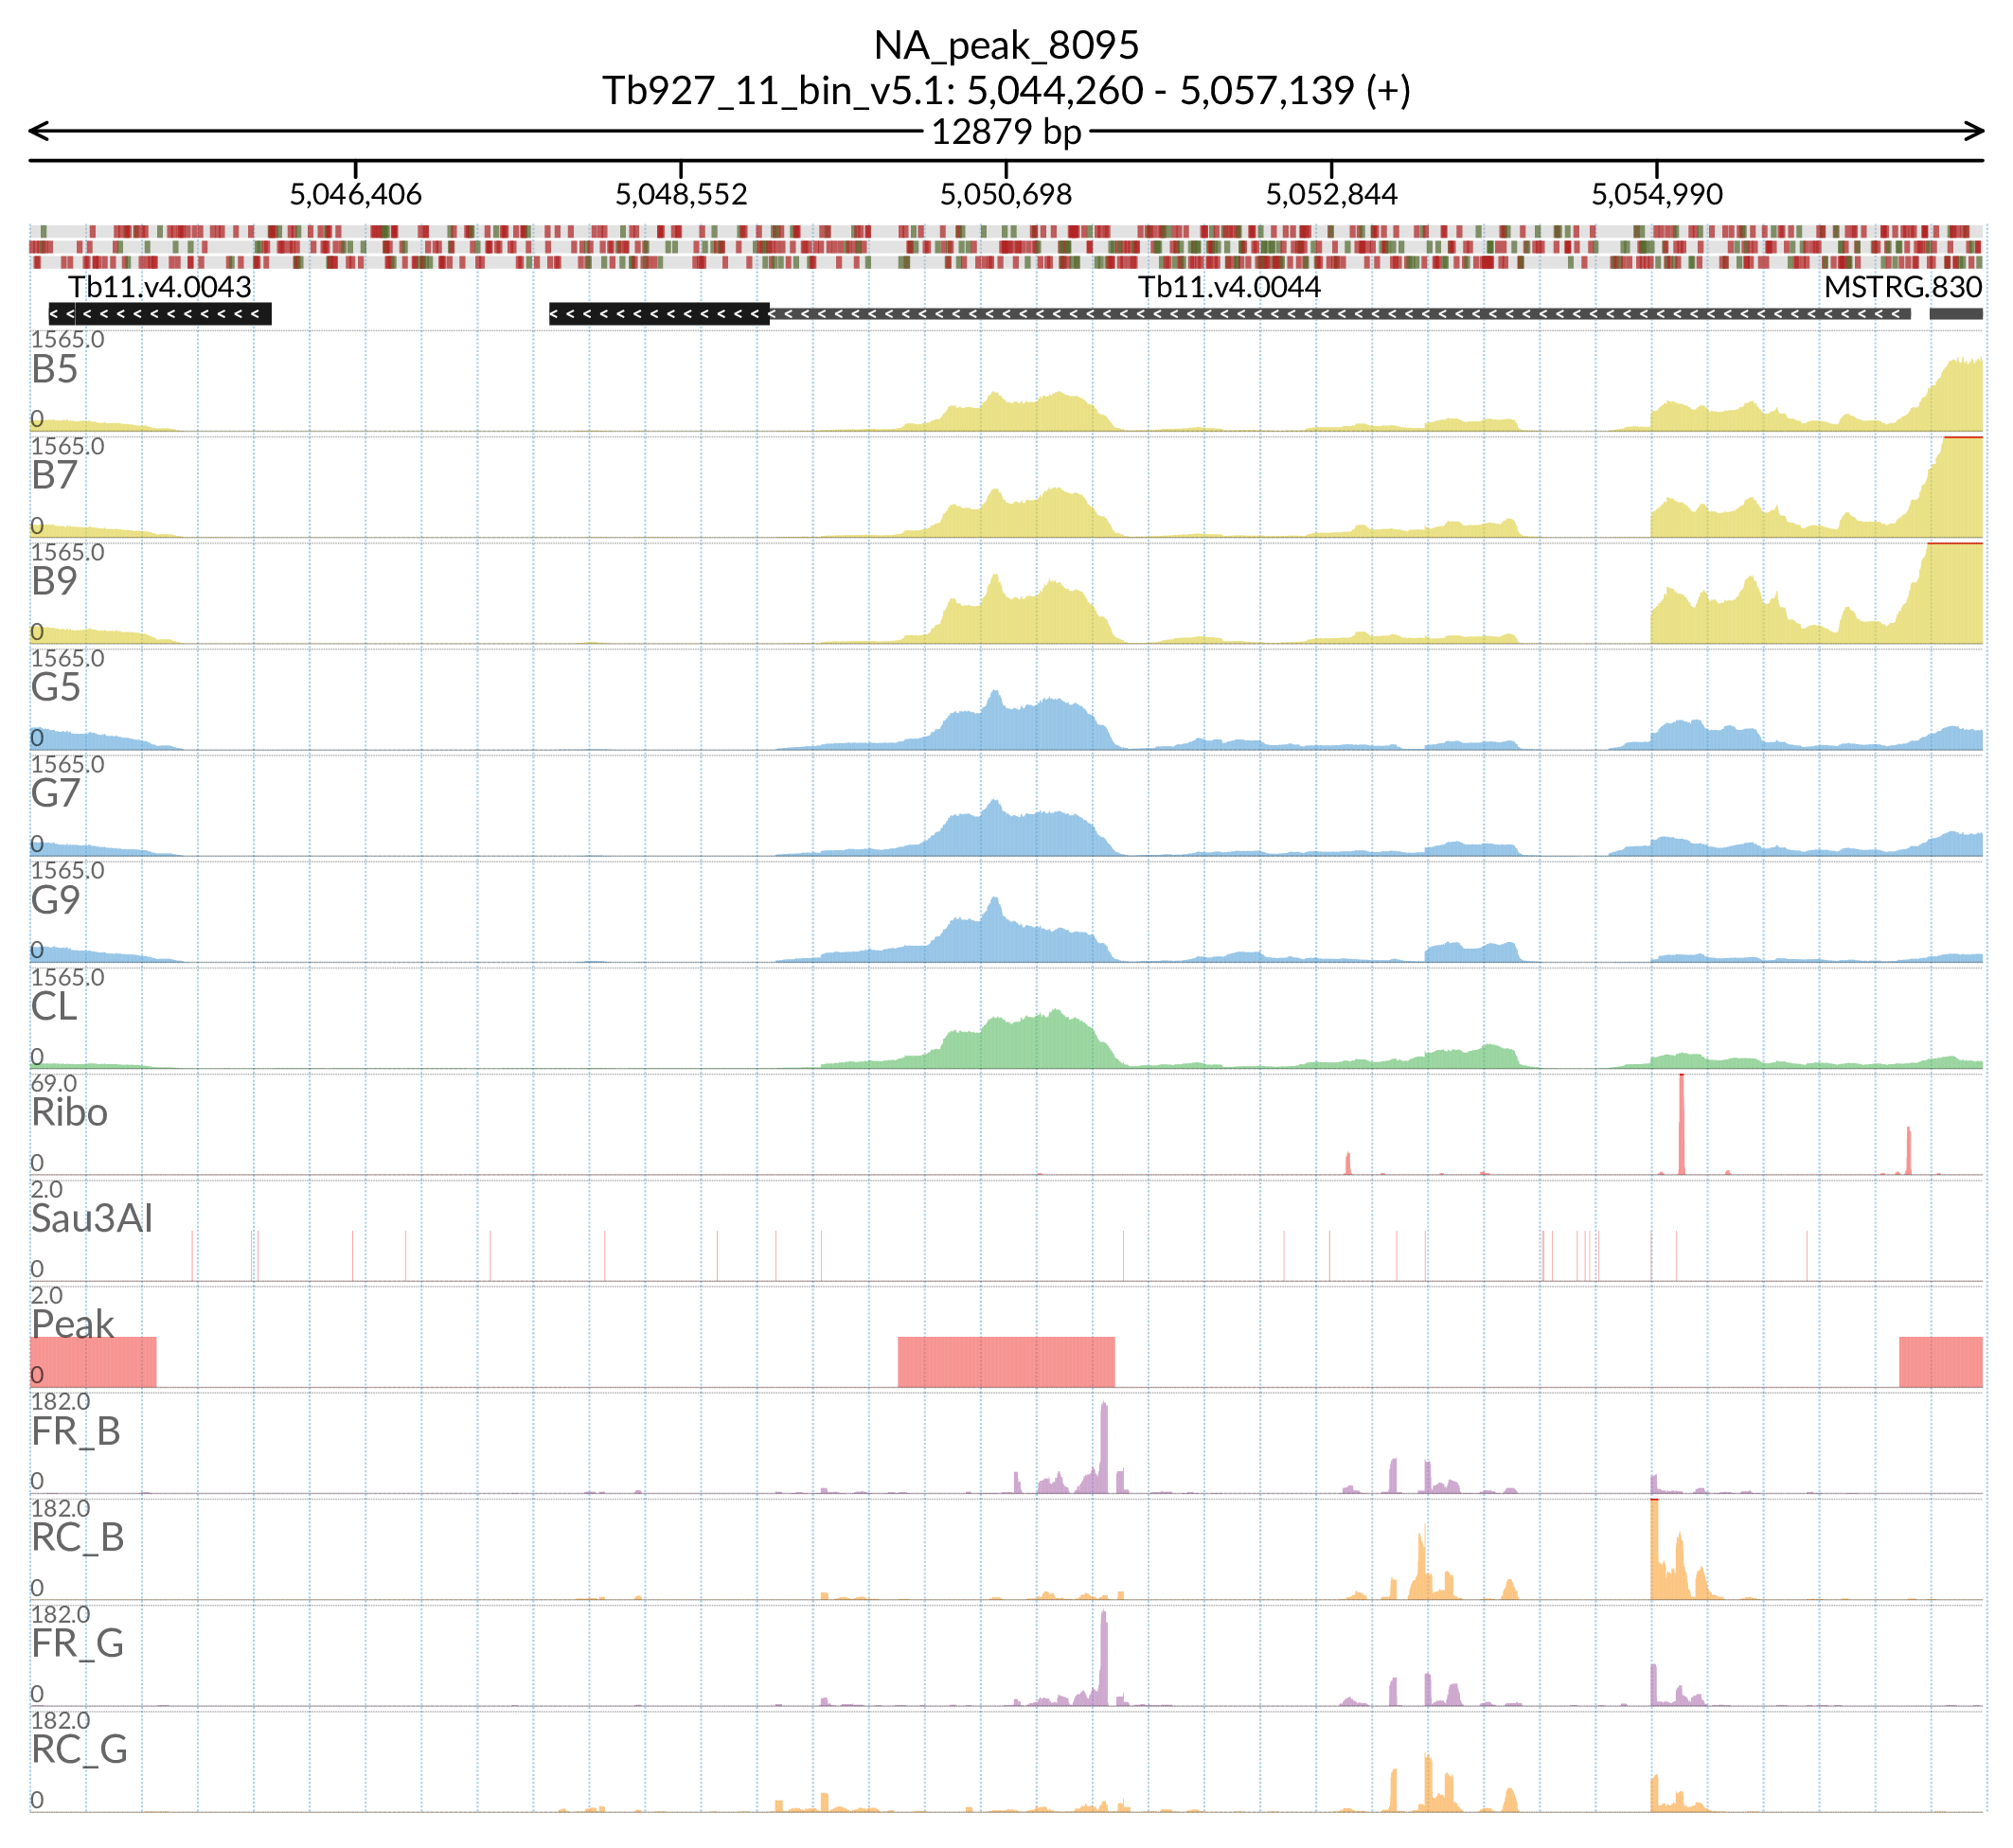 NA_peak_8095
Tb927_11_bin_v5.1: 5,044,260 - 5,057,139 (+)
12879 bp
5,046,406 5,048,552 5,050,698 5,052,844 5,054,990
Tb11.v4.0043 Tb11.v4.0044 MSTRG.830
1565.0
B5
0
1565.0
B7
0
1565.0
B9
0
1565.0
G5
0
1565.0
G7
0
1565.0
G9
0
1565.0
CL
0
69.0
Ribo
0
2.0
Sau3AI
0
2.0
Peak
0
182.0
FR_B
0
182.0
RC_B
0
182.0
FR_G
0
182.0
RC_G
0